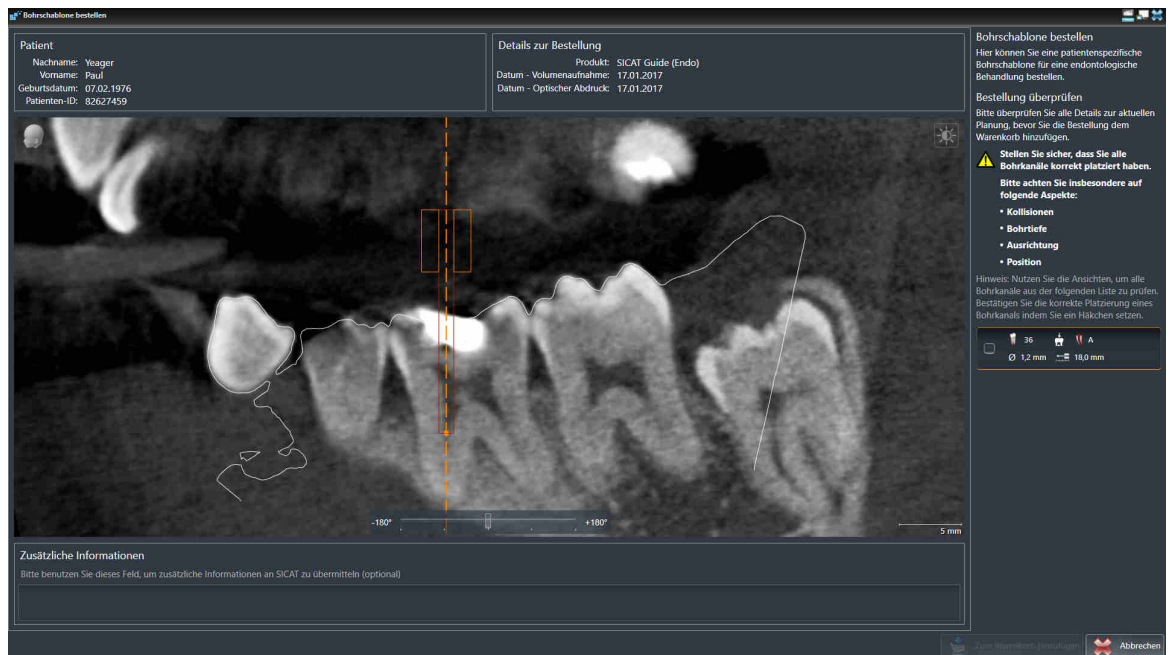 Bohrschablone bestellen
Patient
Nachname: Yeager
Vorname: Paul
Geburtsdatum: 07.02.1976
Patienten-ID: 82627459
Details zur Bestellung
Produkt: SICAT Guide (Endo)
Datum - Volumenaufnahme: 17.01.2017
Datum - Optischer Abdruck: 17.01.2017
-180°
+180°
5 mm
Zusätzliche Informationen
Bitte benutzen Sie dieses Feld, um zusätzliche Informationen an SICAT zu übermitteln (optional)
Bohrschablone bestellen
Hier können Sie eine patientenspezifische
Bohrschablone für eine endontologische
Behandlung bestellen.
Bestellung überprüfen
Bitte überprüfen Sie alle Details zur aktuellen
Planung, bevor Sie die Bestellung dem
Warenkorb hinzufügen.
Stellen Sie sicher, dass Sie alle
Bohrkanäle korrekt platziert haben.
Bitte achten Sie insbesondere auf
folgende Aspekte:
• Kollisionen
• Bohrtiefe
• Ausrichtung
• Position
Hinweis: Nutzen Sie die Ansichten, um alle
Bohrkanäle aus der folgenden Liste zu prüfen.
Bestätigen Sie die korrekte Platzierung eines
Bohrkanals indem Sie ein Häkchen setzen.
36 A
Ø 1,2 mm 18,0 mm
Zum Warenkorb hinzufügen
Abbrechen